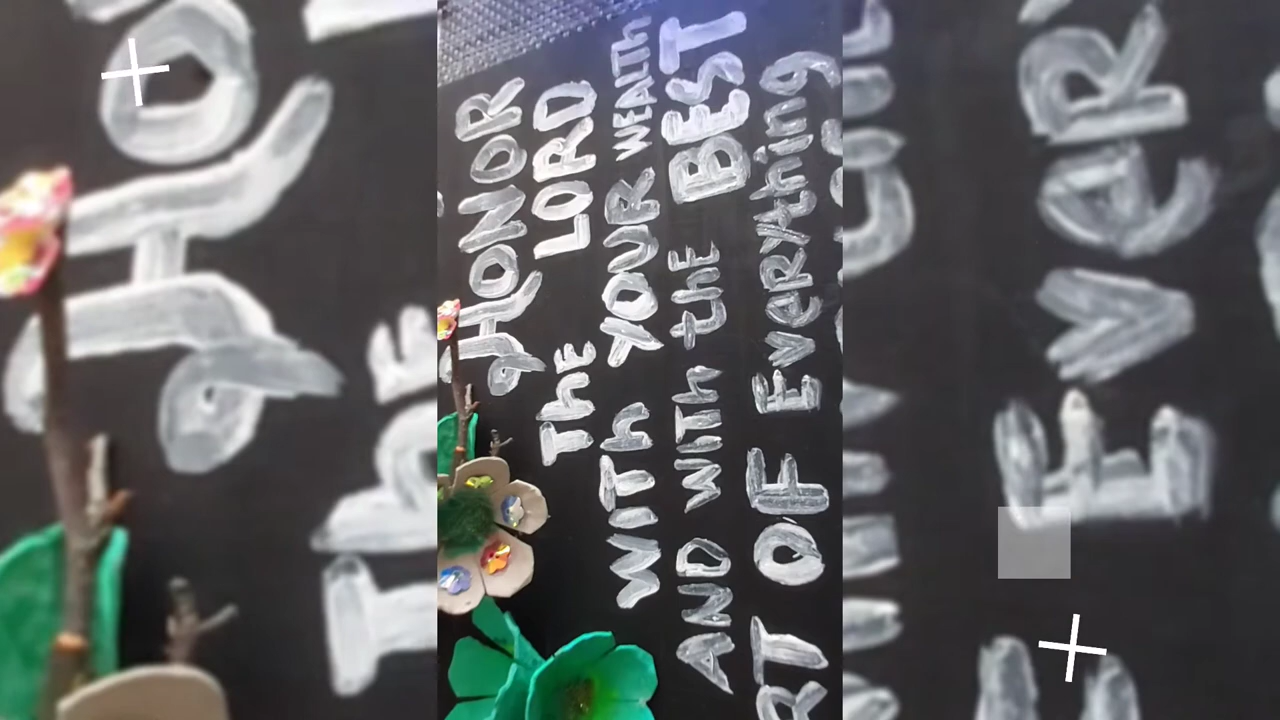 HONOR
THE LORD
WITH YOUR WEALTH
AND WITH the BEST
RT OF EVERYthing